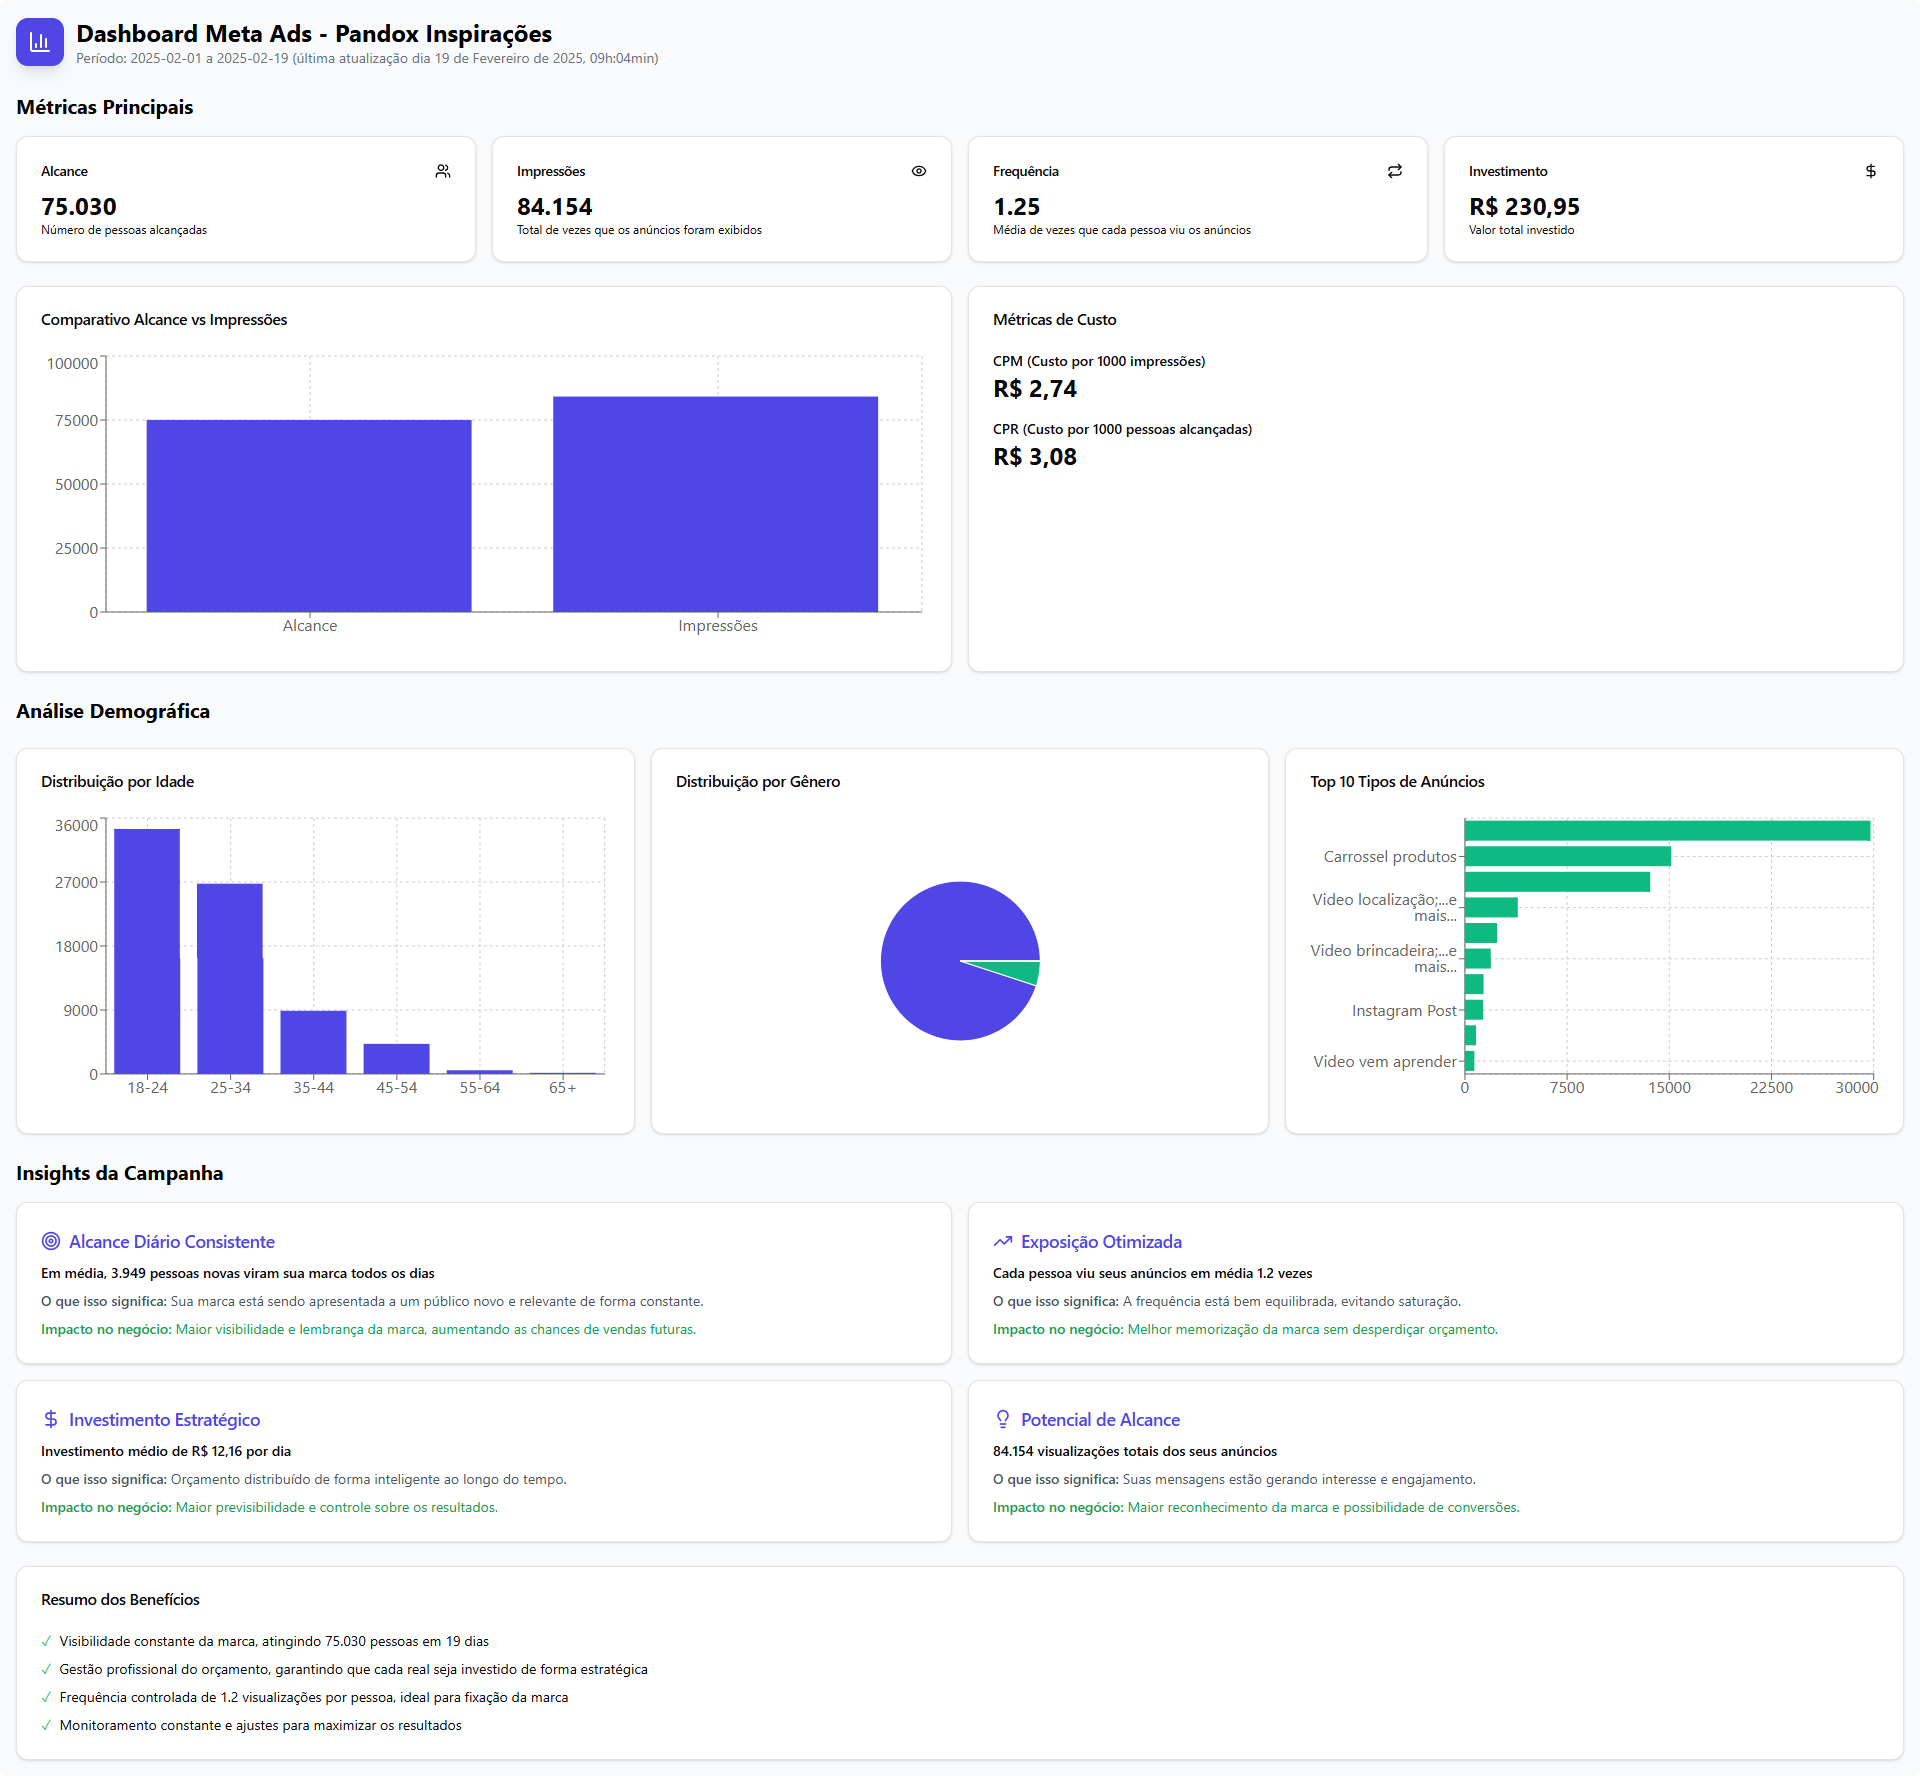 Dashboard Meta Ads - Pandox Inspirações
Período: 2025-02-01 a 2025-02-19 (última atualização dia 19 de Fevereiro de 2025, 09h:04min)
Métricas Principais
Alcance
75.030
Número de pessoas alcançadas
Impressões
84.154
Total de vezes que os anúncios foram exibidos
Frequência
1.25
Média de vezes que cada pessoa viu os anúncios
Investimento
R$ 230,95
Valor total investido
Comparativo Alcance vs Impressões
100000
75000
50000
25000
0
Alcance
Impressões
Métricas de Custo
CPM (Custo por 1000 impressões)
R$ 2,74
CPR (Custo por 1000 pessoas alcançadas)
R$ 3,08
Análise Demográfica
Distribuição por Idade
36000
27000
18000
9000
0
18-24
25-34
35-44
45-54
55-64
65+
Distribuição por Gênero
Top 10 Tipos de Anúncios
Carrossel produtos
Video localização;...e
mais...
Video brincadeira;...e
mais...
Instagram Post
Video vem aprender
0
7500
15000
22500
30000
Insights da Campanha
Alcance Diário Consistente
Em média, 3.949 pessoas novas viram sua marca todos os dias
O que isso significa: Sua marca está sendo apresentada a um público novo e relevante de forma constante.
Impacto no negócio: Maior visibilidade e lembrança da marca, aumentando as chances de vendas futuras.
Exposição Otimizada
Cada pessoa viu seus anúncios em média 1.2 vezes
O que isso significa: A frequência está bem equilibrada, evitando saturação.
Impacto no negócio: Melhor memorização da marca sem desperdiçar orçamento.
Investimento Estratégico
Investimento médio de R$ 12,16 por dia
O que isso significa: Orçamento distribuído de forma inteligente ao longo do tempo.
Impacto no negócio: Maior previsibilidade e controle sobre os resultados.
Potencial de Alcance
84.154 visualizações totais dos seus anúncios
O que isso significa: Suas mensagens estão gerando interesse e engajamento.
Impacto no negócio: Maior reconhecimento da marca e possibilidade de conversões.
Resumo dos Benefícios
✓ Visibilidade constante da marca, atingindo 75.030 pessoas em 19 dias
✓ Gestão profissional do orçamento, garantindo que cada real seja investido de forma estratégica
✓ Frequência controlada de 1.2 visualizações por pessoa, ideal para fixação da marca
✓ Monitoramento constante e ajustes para maximizar os resultados